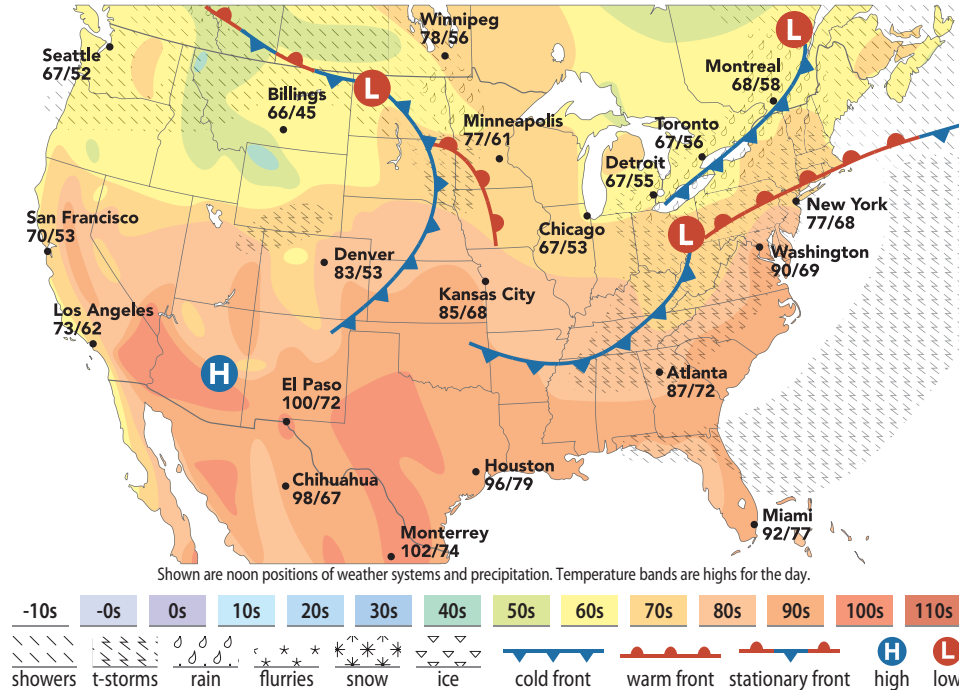 Winnipeg
78/56
L
Seattle
67/52
Montreal
68/58
L
Billings
66/45
Minneapolis
77/61
Toronto
67/56
Detroit
67/55
San Francisco
70/53
New York
77/68
Chicago
67/53
L
Washington
90/69
Denver
83/53
Kansas City
85/68
Los Angeles
73/62
H
Atlanta
87/72
El Paso
100/72
Houston
96/79
Chihuahua
98/67
Miami
92/77
Monterrey
102/74
Shown are noon positions of weather systems and precipitation. Temperature bands are highs for the day.
-10s -0s 0s 10s 20s 30s 40s 50s 60s 70s 80s 90s 100s 110s
H L
showers t-storms rain flurries snow ice cold front warm front stationary front high low